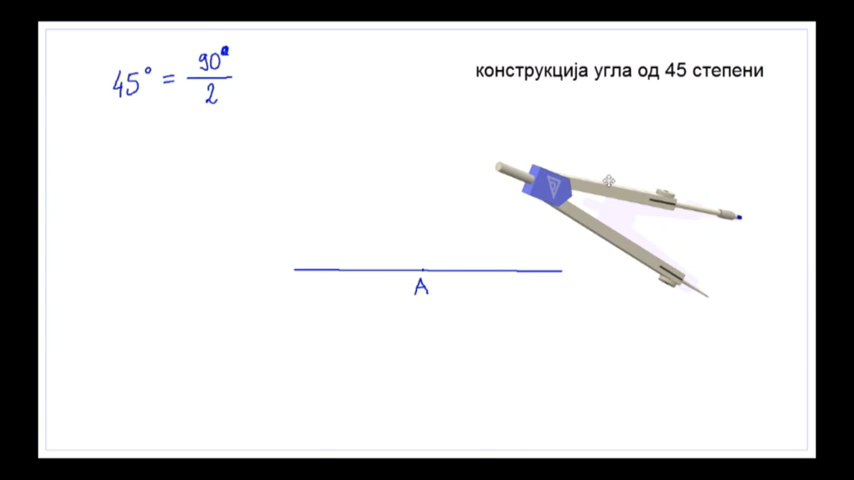 45° = 90°/2
конструкција угла од 45 степени
A